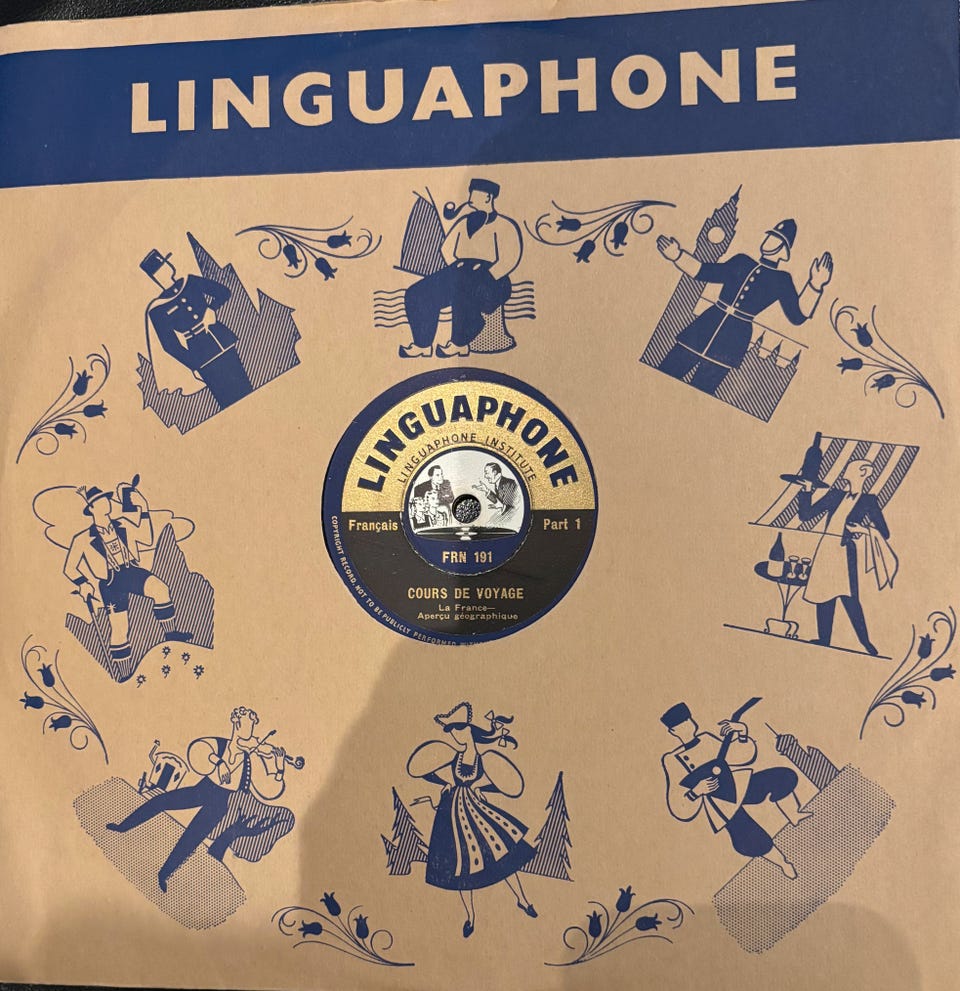 LINGUAPHONE
LINGUAPHONE
LINGUAPHONE INSTITUTE
Français
Part 1
FRN 191
COURS DE VOYAGE
La France—
Aperçu géographique
COPYRIGHT RECORD, NOT TO BE PUBLICLY PERFORMED